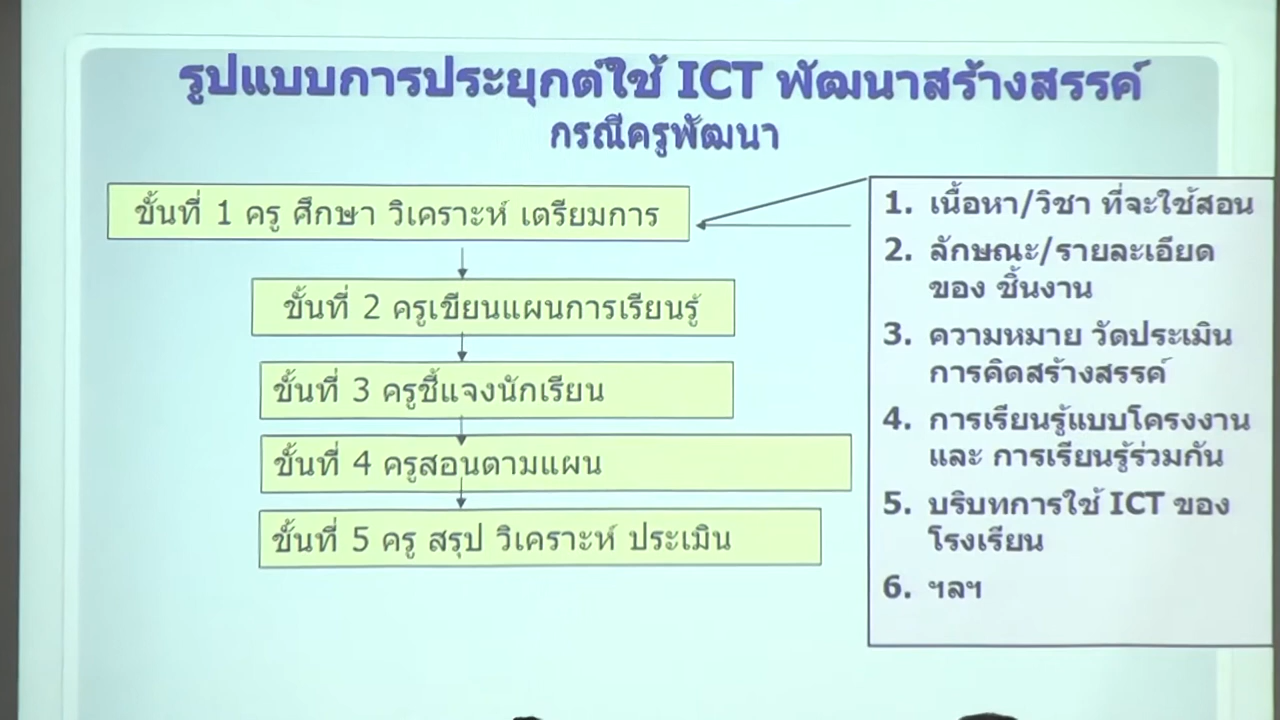 รูปแบบการประยุกต์ใช้ ICT พัฒนาสร้างสรรค์
กรณีครูพัฒนา
ขั้นที่ 1 ครู ศึกษา วิเคราะห์ เตรียมการ
ขั้นที่ 2 ครูเขียนแผนการเรียนรู้
ขั้นที่ 3 ครูชี้แจงนักเรียน
ขั้นที่ 4 ครูสอนตามแผน
ขั้นที่ 5 ครู สรุป วิเคราะห์ ประเมิน
1. เนื้อหา/วิชา ที่จะใช้สอน
2. ลักษณะ/รายละเอียด
ของ ชิ้นงาน
3. ความหมาย วัดประเมิน
การคิดสร้างสรรค์
4. การเรียนรู้แบบโครงงาน
และ การเรียนรู้ร่วมกัน
5. บริบทการใช้ ICT ของ
โรงเรียน
6. ฯลฯ